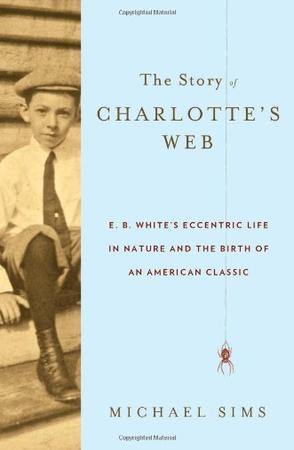 The Story of
CHARLOTTE'S
WEB
E. B. WHITE'S ECCENTRIC LIFE
IN NATURE AND THE BIRTH OF
AN AMERICAN CLASSIC
MICHAEL SIMS